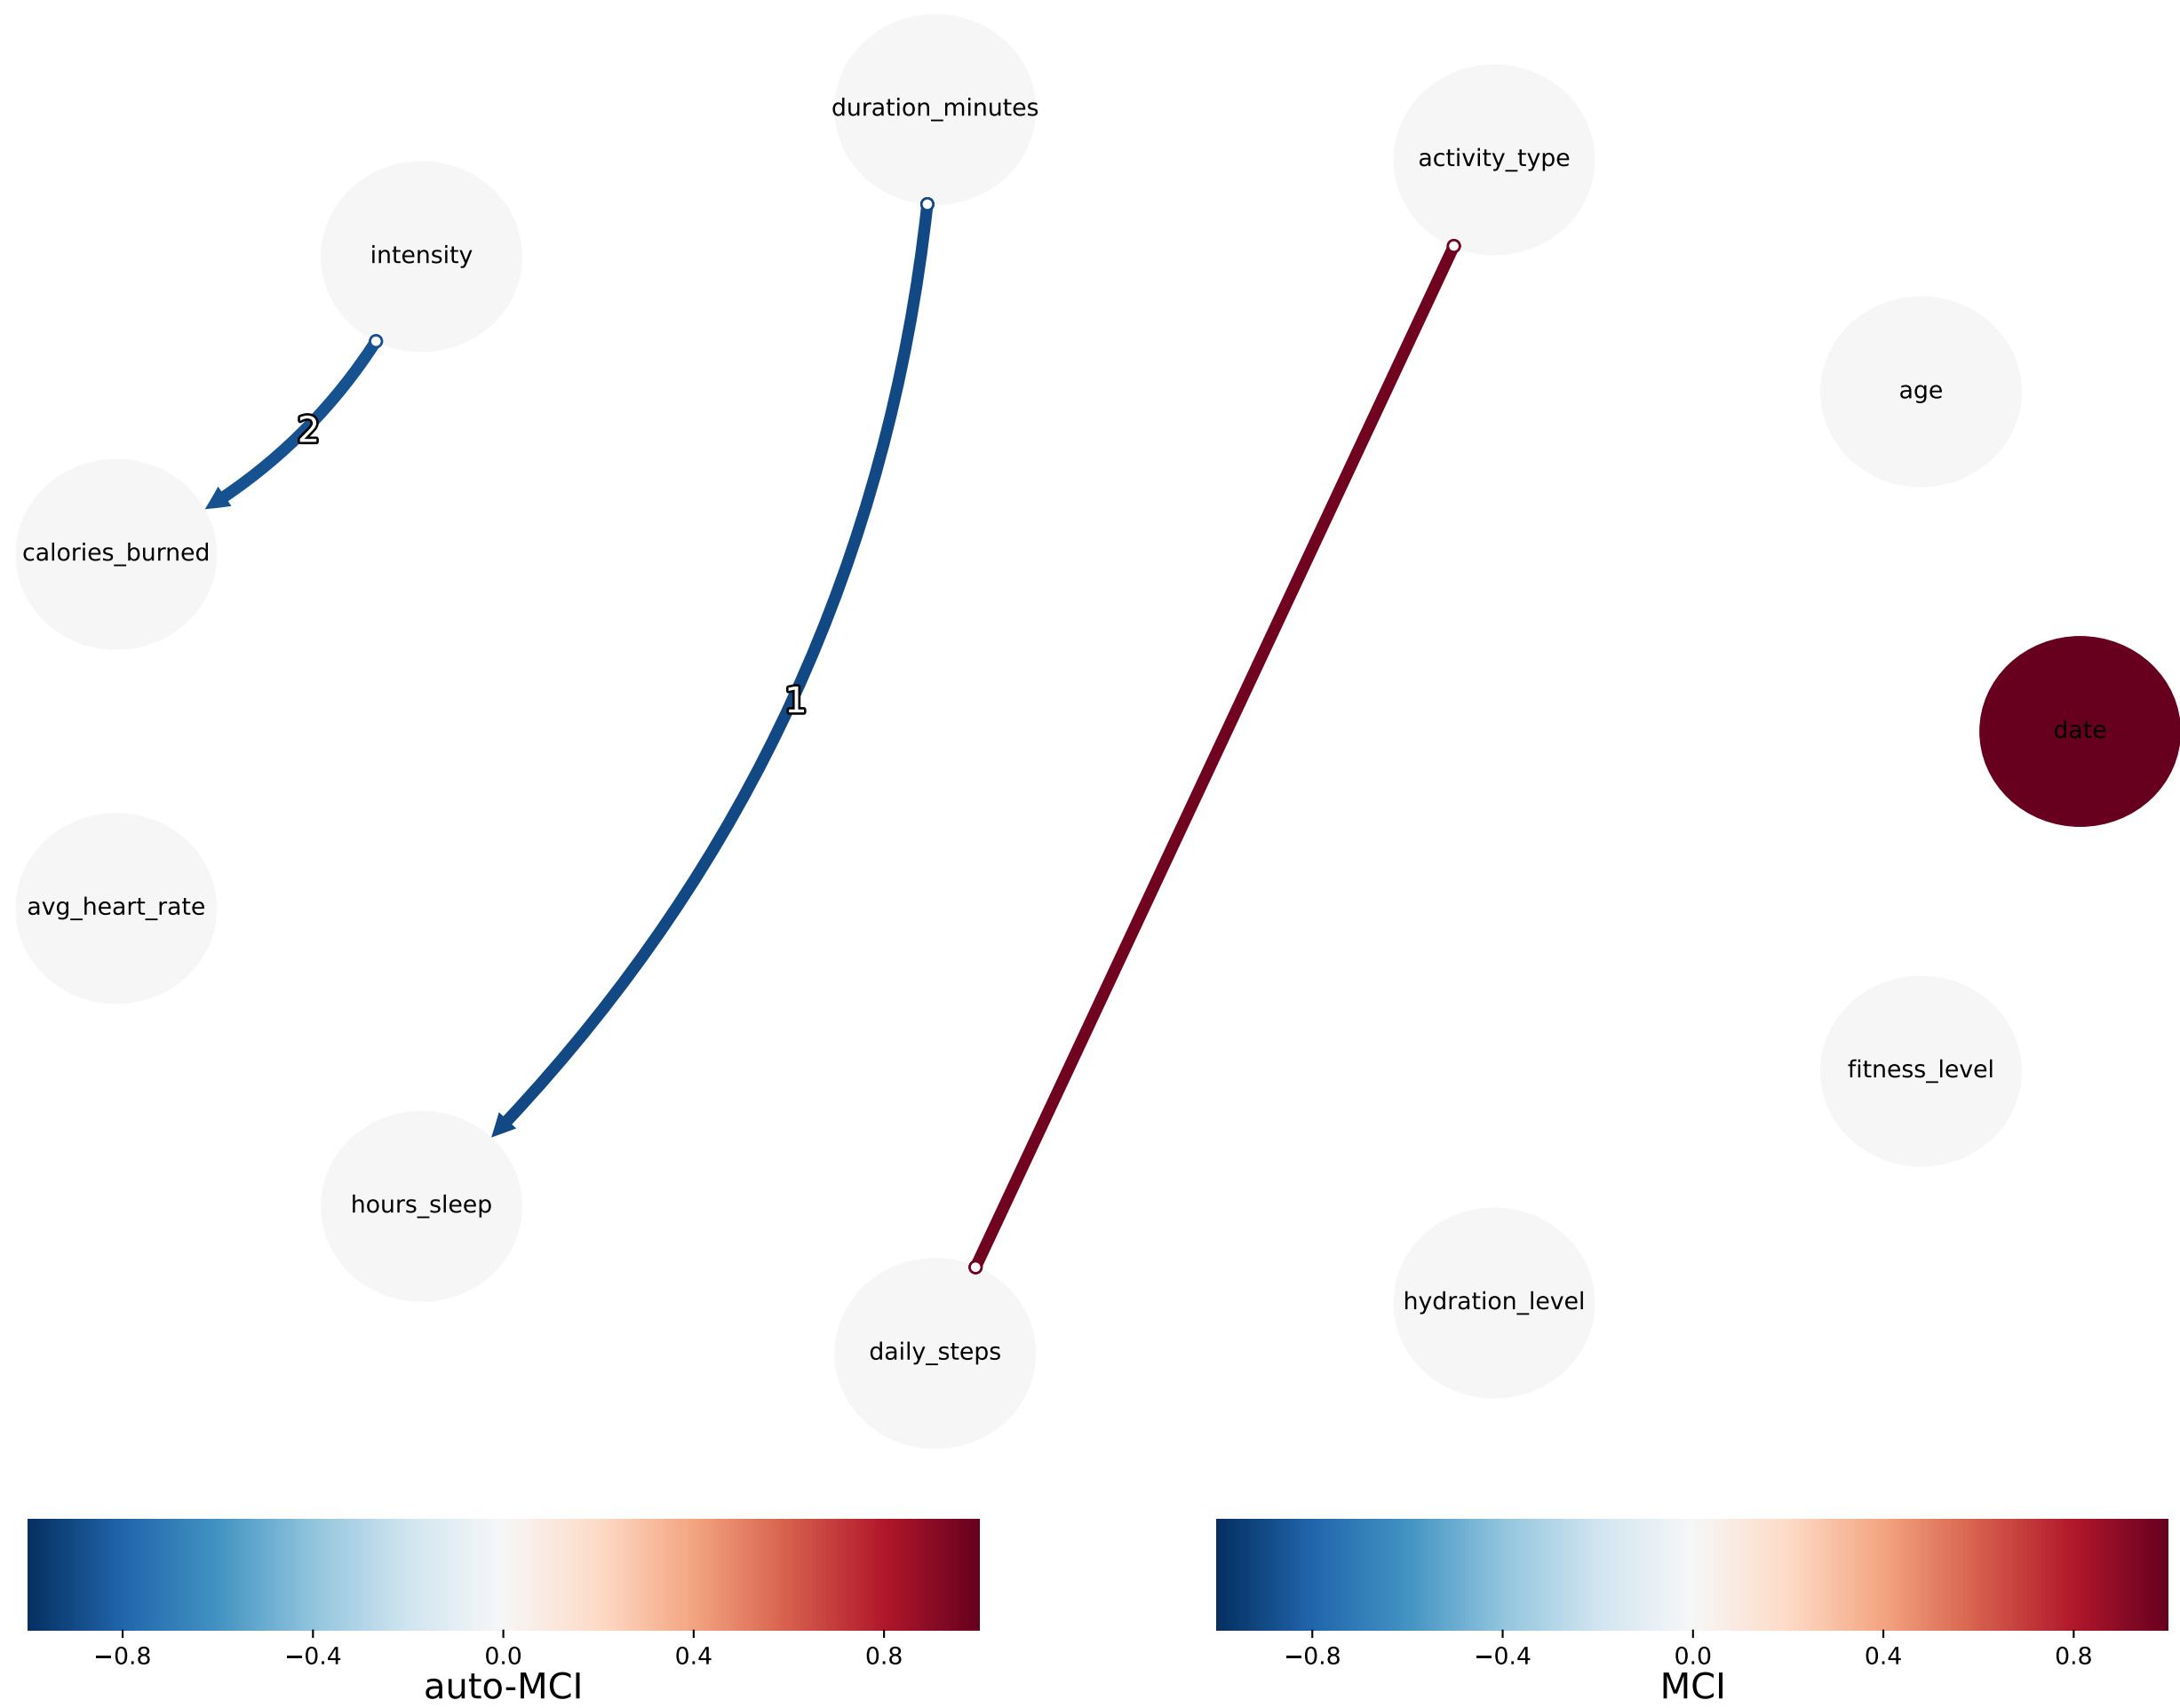 duration_minutes
activity_type
intensity
age
2
calories_burned
1
date
avg_heart_rate
fitness_level
hours_sleep
hydration_level
daily_steps
−0.8 −0.4 0.0 0.4 0.8
auto-MCI
−0.8 −0.4 0.0 0.4 0.8
MCI